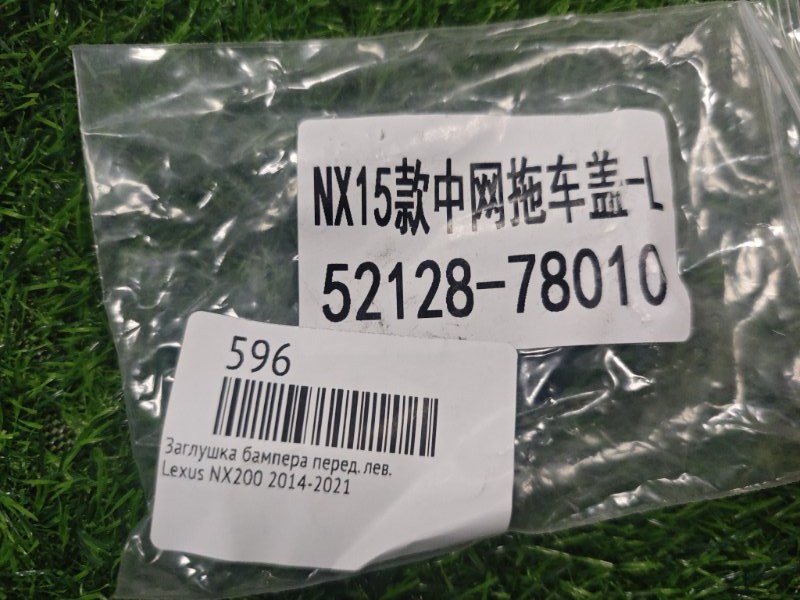 NX15款中网拖车盖-L
52128-78010
596
Заглушка бампера перед. лев.
Lexus NX200 2014-2021